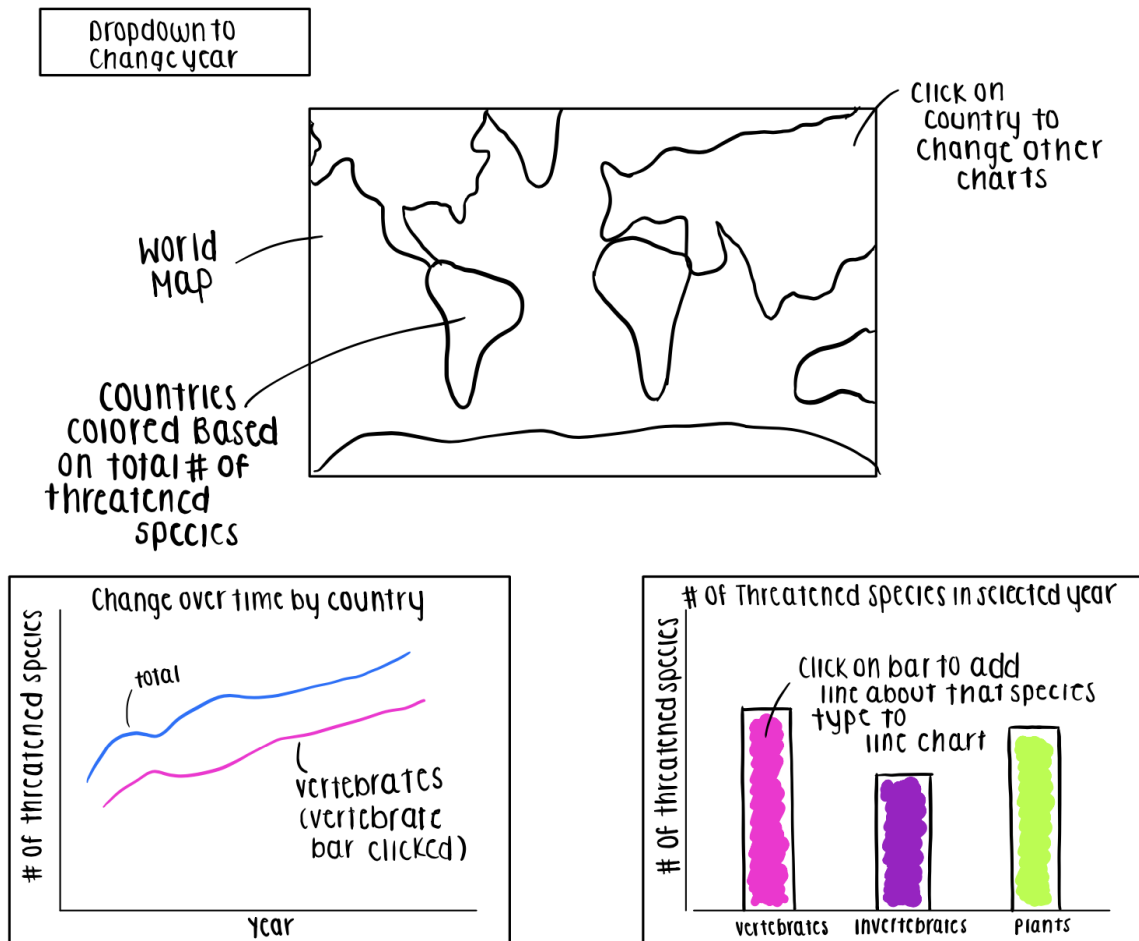 Dropdown to
Change year
Click on
country to
change other
charts
World
Map
Countries
colored Based
on total # of
threatened
species
Change over time by country
# of threatened species
total
vertebrates
(vertebrate
bar clicked)
Year
# of Threatened species in selected year
# of threatened species
Click on bar to add
line about that species
type to
line chart
vertebrates
invertebrates
Plants